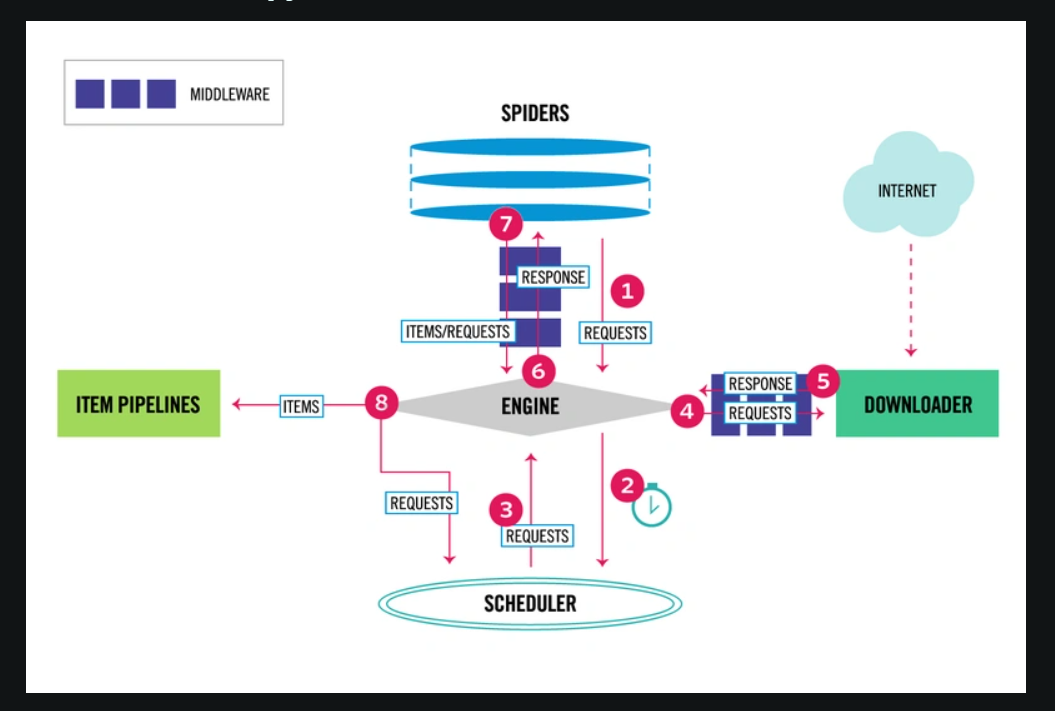 MIDDLEWARE
SPIDERS
INTERNET
7
RESPONSE
1
ITEMS/REQUESTS
REQUESTS
6
ITEM PIPELINES
ITEMS
8
ENGINE
4
RESPONSE
5
REQUESTS
DOWNLOADER
2
REQUESTS
3
REQUESTS
SCHEDULER